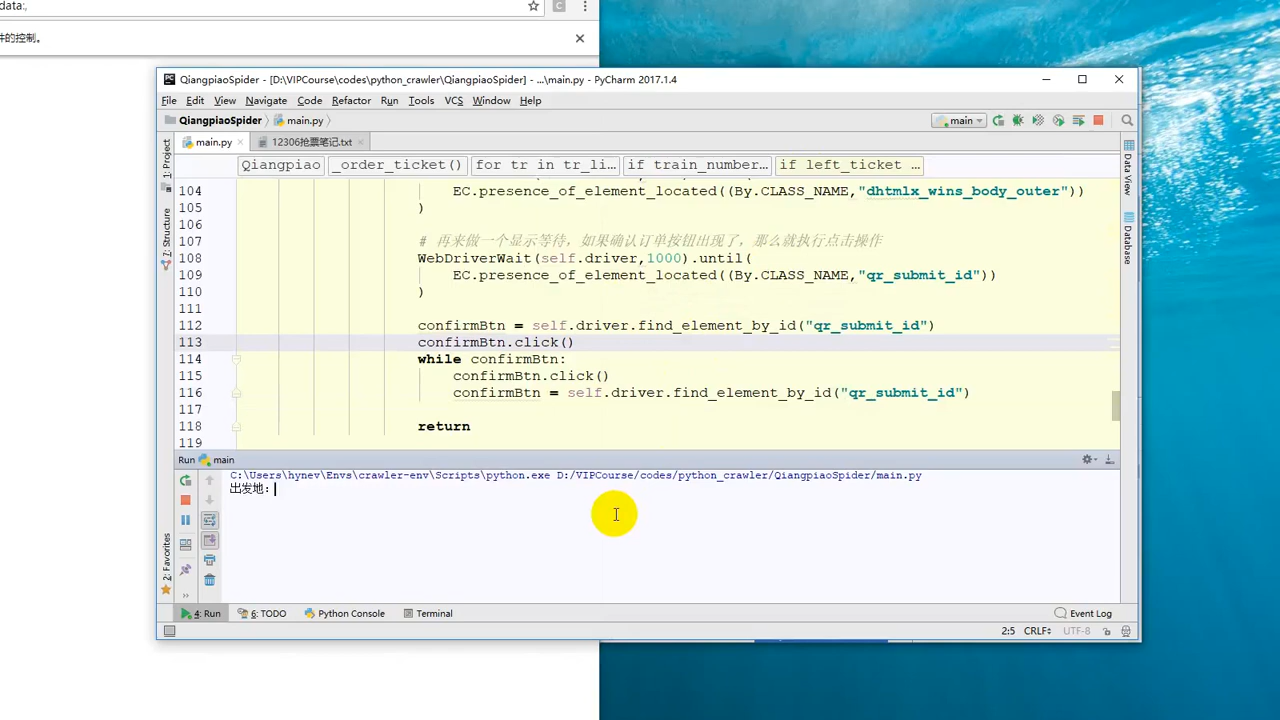 data:,
件的控制。
QiangpiaoSpider - [D:\VIPCourse\codes\python_crawler\QiangpiaoSpider] - ...\main.py - PyCharm 2017.1.4
File Edit View Navigate Code Refactor Run Tools VCS Window Help
QiangpiaoSpider main.py main
main.py 12306抢票笔记.txt
Qiangpiao _order_ticket() for tr in tr_li... if train_number... if left_ticket ...
104 EC.presence_of_element_located((By.CLASS_NAME,"dhtmlx_wins_body_outer"))
105 )
106
107 # 再来做一个显示等待，如果确认订单按钮出现了，那么就执行点击操作
108 WebDriverWait(self.driver,1000).until(
109 EC.presence_of_element_located((By.CLASS_NAME,"qr_submit_id"))
110 )
111
112 confirmBtn = self.driver.find_element_by_id("qr_submit_id")
113 confirmBtn.click()
114 while confirmBtn:
115 confirmBtn.click()
116 confirmBtn = self.driver.find_element_by_id("qr_submit_id")
117
118 return
119
1: Project
7: Structure
2: Favorites
Data View
Database
Run main
C:\Users\hynev\Envs\crawler-env\Scripts\python.exe D:/VIPCourse/codes/python_crawler/QiangpiaoSpider/main.py
出发地:
4: Run 6: TODO Python Console Terminal Event Log
2:5 CRLF UTF-8